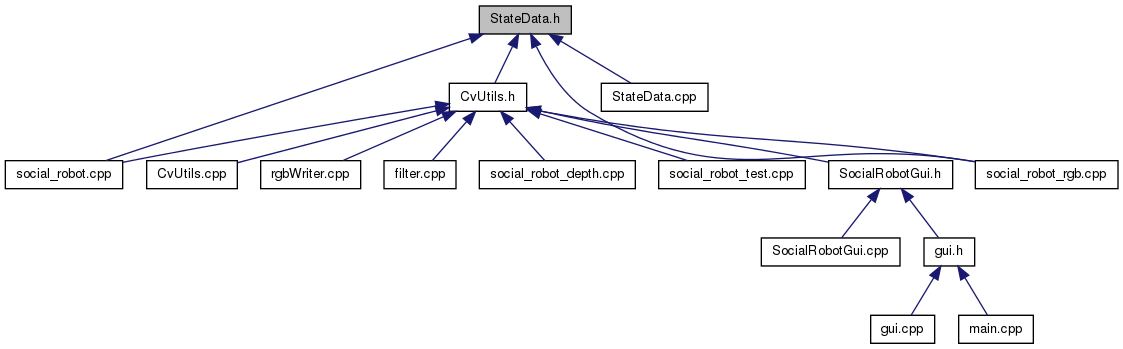 StateData.h
CvUtils.h
StateData.cpp
social_robot.cpp
CvUtils.cpp
rgbWriter.cpp
filter.cpp
social_robot_depth.cpp
social_robot_test.cpp
SocialRobotGui.h
social_robot_rgb.cpp
SocialRobotGui.cpp
gui.h
gui.cpp
main.cpp